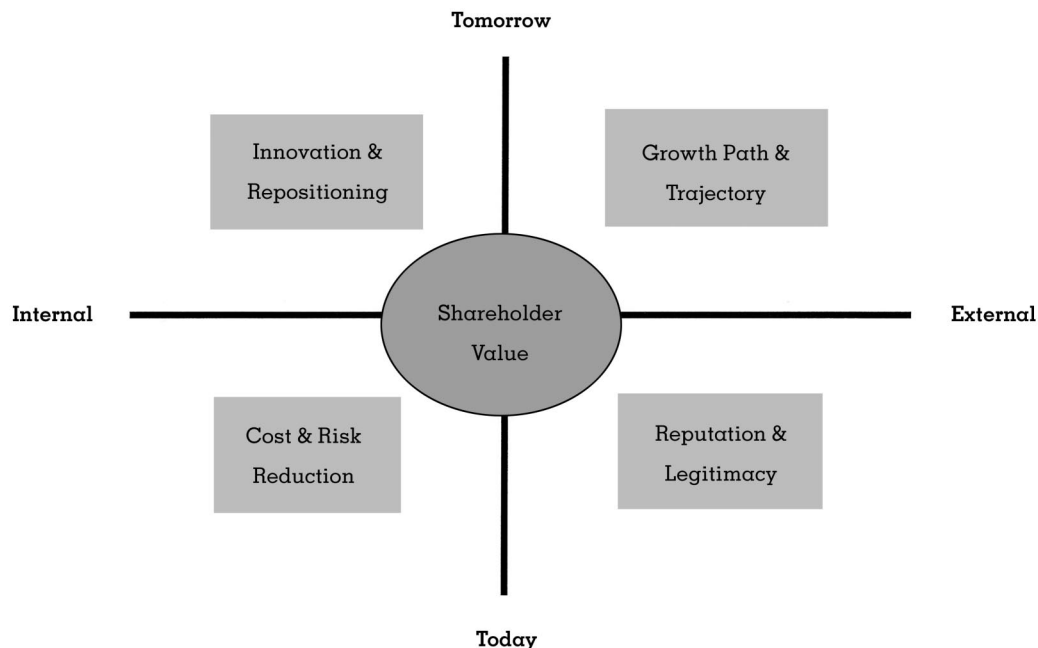 Tomorrow
Innovation &
Repositioning
Growth Path &
Trajectory
Internal
Shareholder
Value
External
Cost & Risk
Reduction
Reputation &
Legitimacy
Today